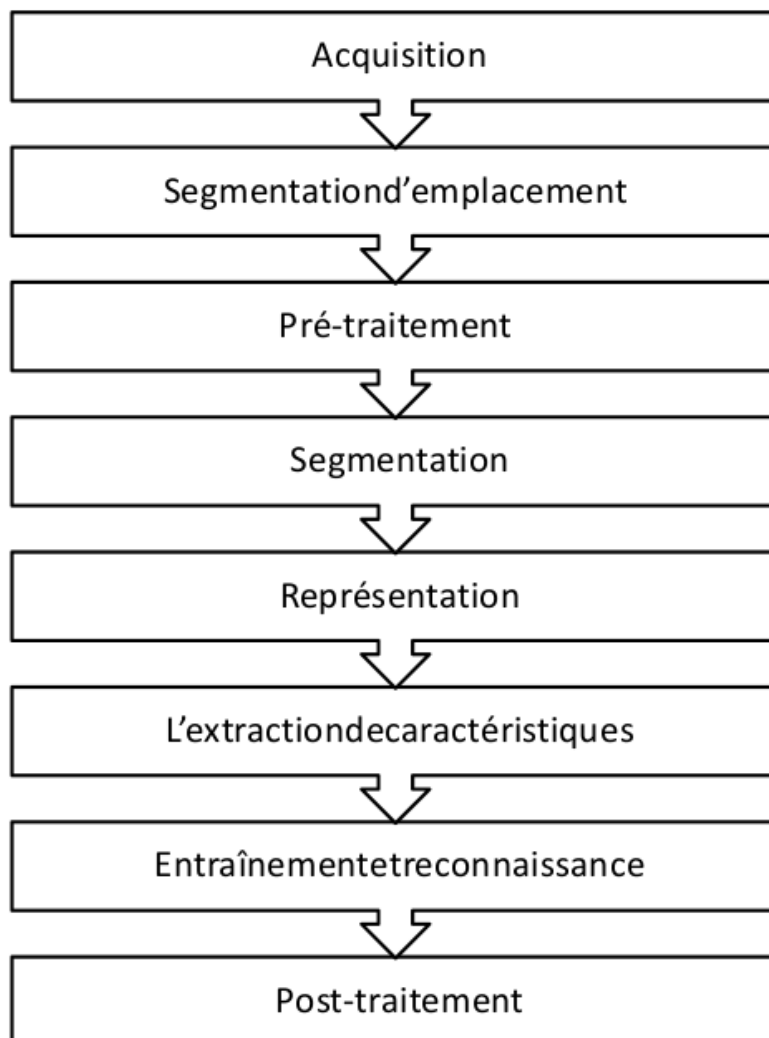 Acquisition
Segmentationd’emplacement
Pré-traitement
Segmentation
Représentation
L’extractiondecaractéristiques
Entraînementetreconnaissance
Post-traitement